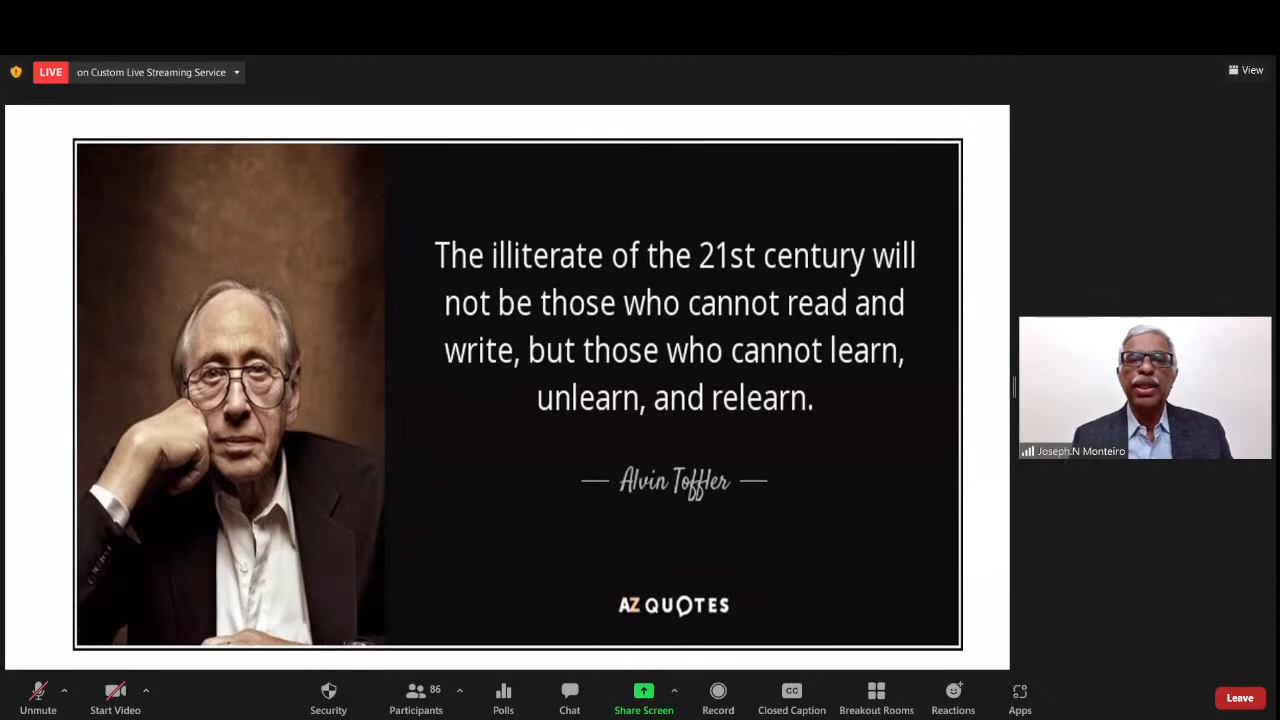 LIVE on Custom Live Streaming Service
View
The illiterate of the 21st century will
not be those who cannot read and
write, but those who cannot learn,
unlearn, and relearn.
Alvin Toffler
AZ QUOTES
Joseph.N Monteiro
Unmute Start Video Security Participants 86 Polls Chat Share Screen Record CC Closed Caption Breakout Rooms Reactions Apps Leave